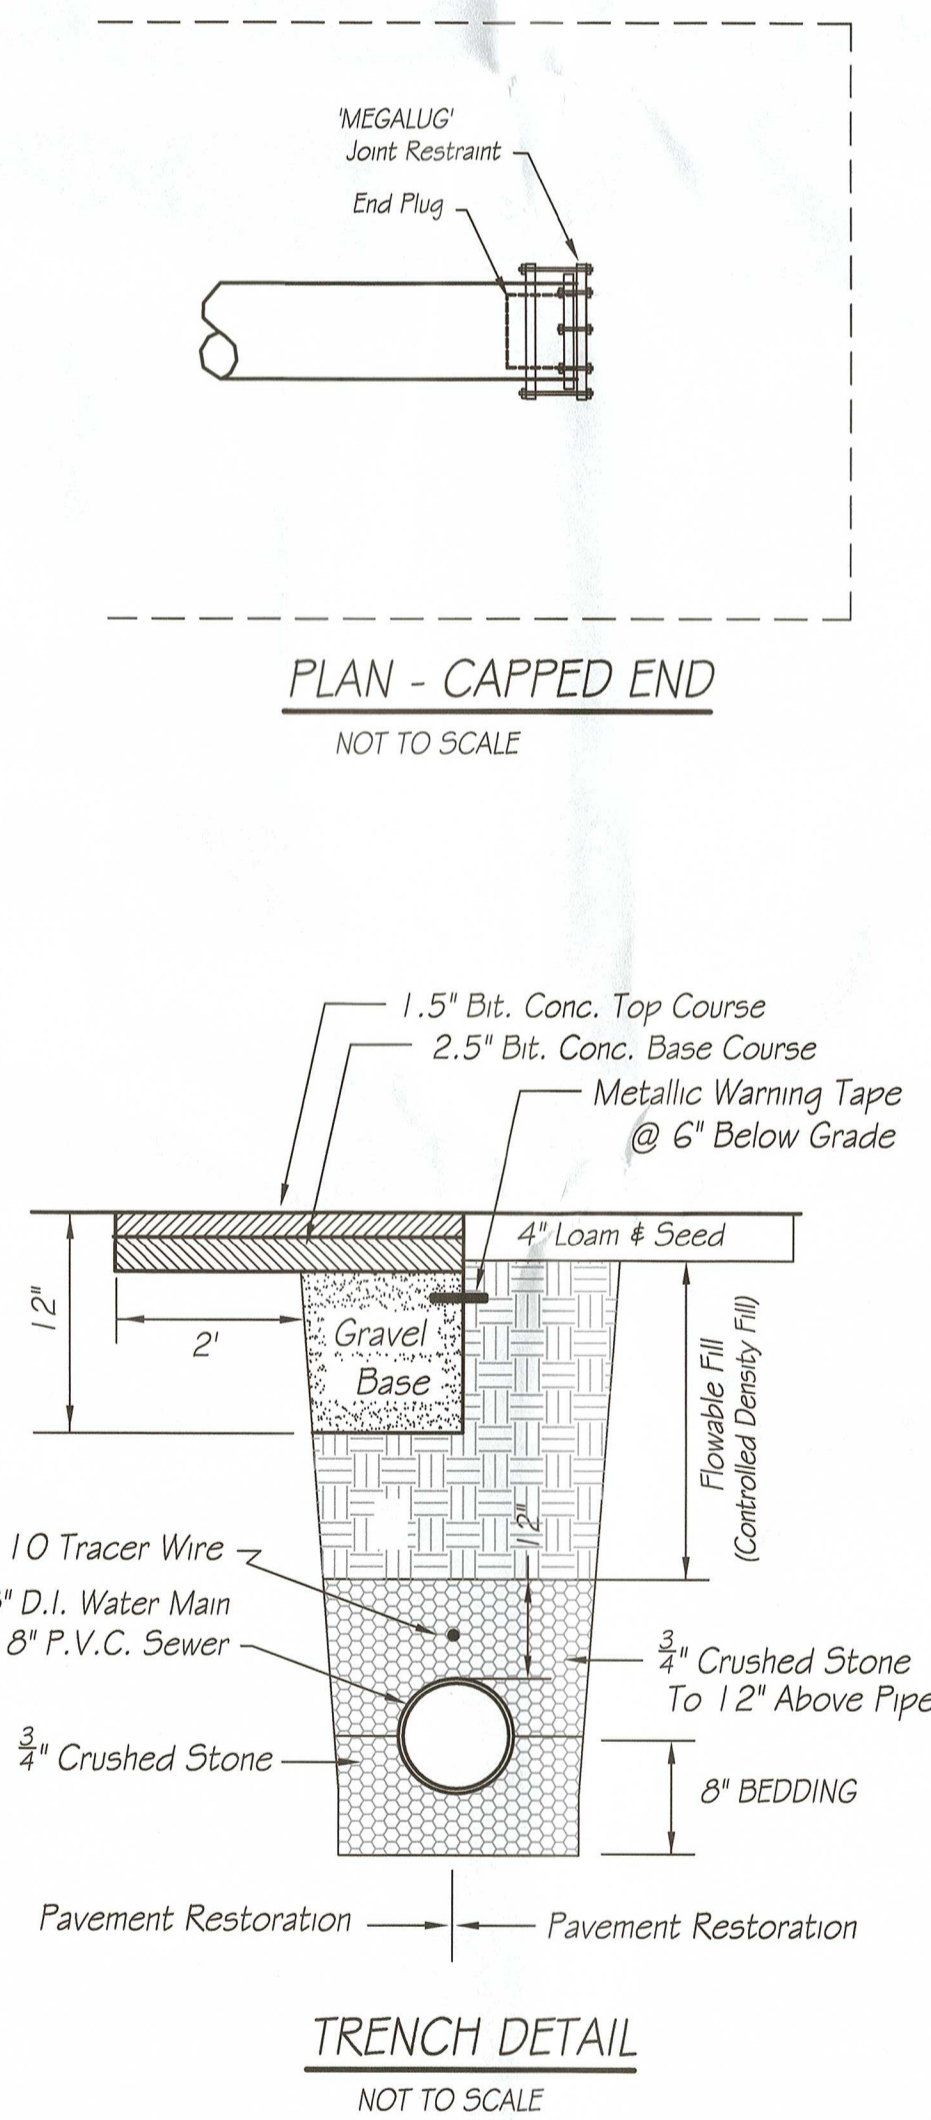 'MEGALUG'
Joint Restraint
End Plug
PLAN - CAPPED END
NOT TO SCALE
1.5" Bit. Conc. Top Course
2.5" Bit. Conc. Base Course
Metallic Warning Tape
@ 6" Below Grade
4" Loam & Seed
12"
2'
Gravel
Base
Flowable Fill
(Controlled Density Fill)
12"
10 Tracer Wire
" D.I. Water Main
8" P.V.C. Sewer
3/4" Crushed Stone
To 12" Above Pipe
3/4" Crushed Stone
8" BEDDING
Pavement Restoration
Pavement Restoration
TRENCH DETAIL
NOT TO SCALE